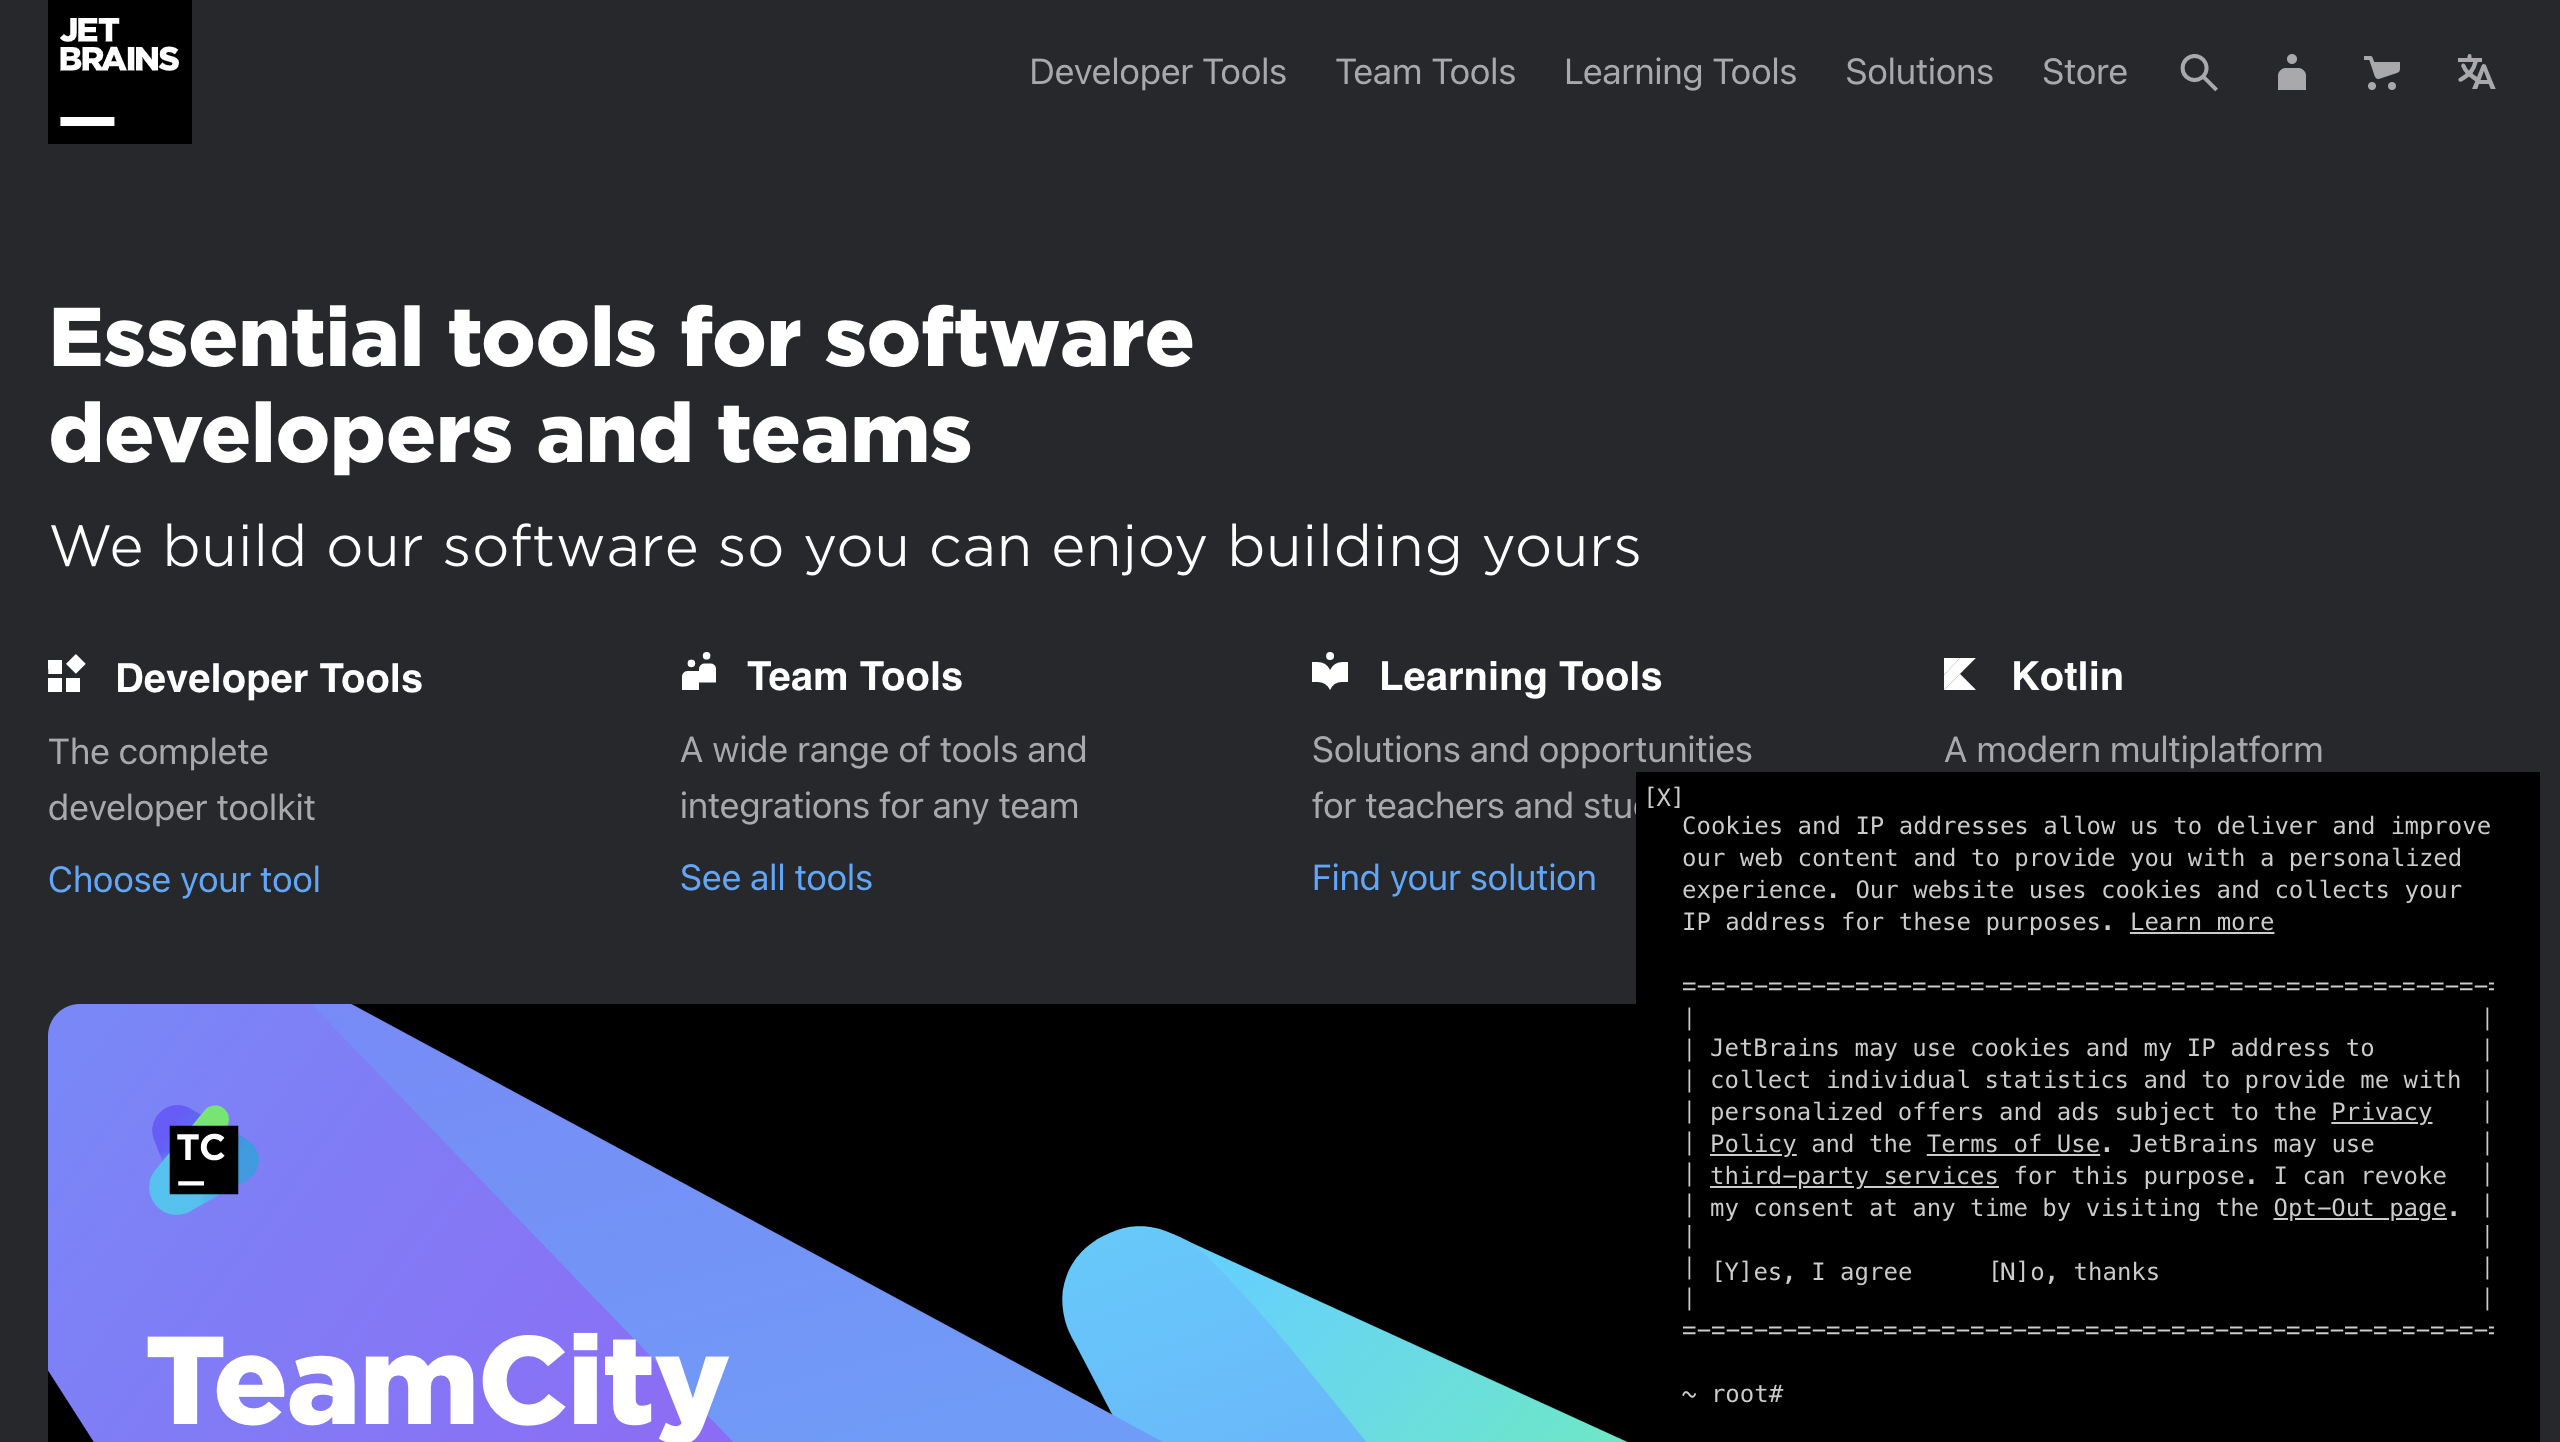 JET
BRAINS
Developer Tools Team Tools Learning Tools Solutions Store
Essential tools for software
developers and teams
We build our software so you can enjoy building yours
Developer Tools
The complete
developer toolkit
Choose your tool
Team Tools
A wide range of tools and
integrations for any team
See all tools
Learning Tools
Solutions and opportunities
for teachers and
Find your solution
Kotlin
A modern multiplatform
[X]
Cookies and IP addresses allow us to deliver and improve
our web content and to provide you with a personalized
experience. Our website uses cookies and collects your
IP address for these purposes. Learn more
JetBrains may use cookies and my IP address to
collect individual statistics and to provide me with
personalized offers and ads subject to the Privacy
Policy and the Terms of Use. JetBrains may use
third-party services for this purpose. I can revoke
my consent at any time by visiting the Opt-Out page.
[Y]es, I agree [N]o, thanks
~ root#
TC
TeamCity